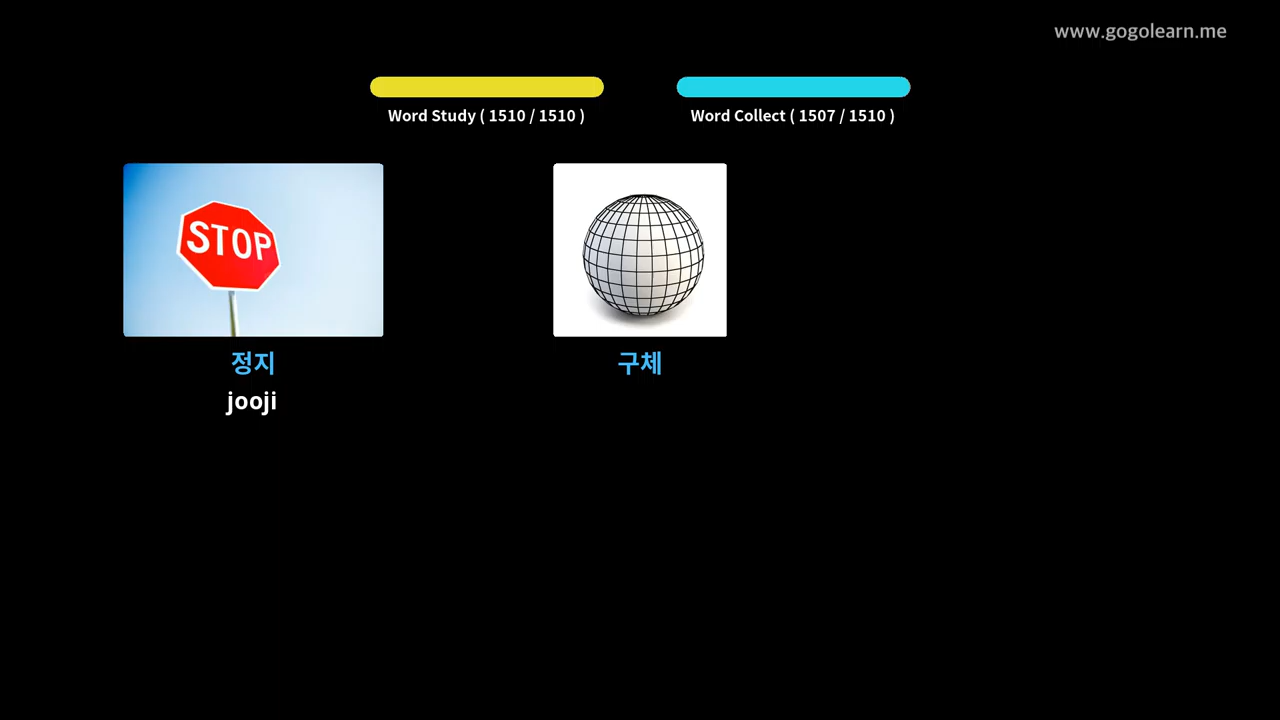 www.gogolearn.me
Word Study ( 1510 / 1510 )
Word Collect ( 1507 / 1510 )
STOP
정지
구체
jooji